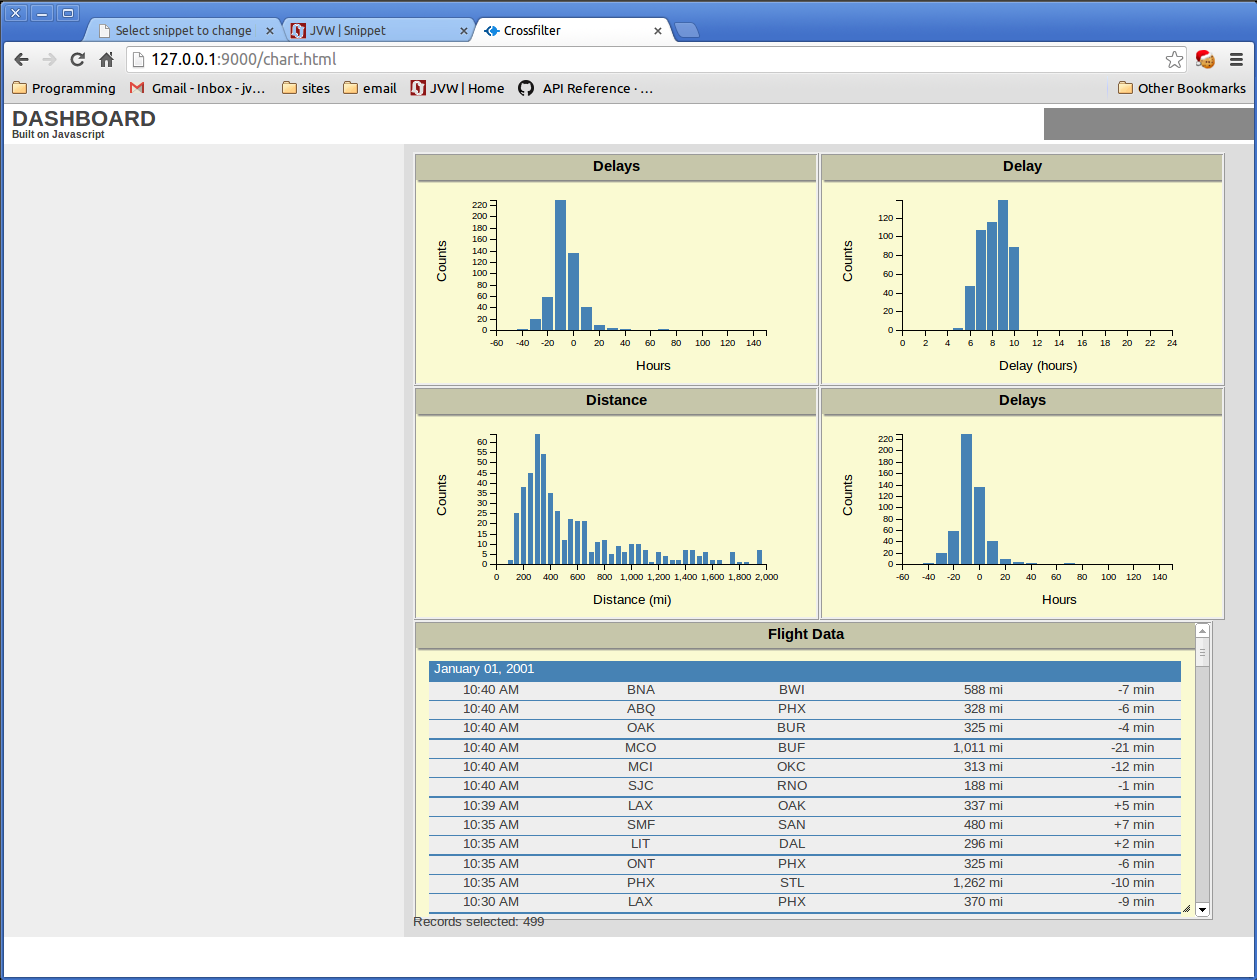 Select snippet to change
JVW | Snippet
Crossfilter
127.0.0.1:9000/chart.html
Programming
Gmail - Inbox - jv...
sites
email
JVW | Home
API Reference · ...
Other Bookmarks
DASHBOARD
Built on Javascript
Delays
220
200
180
160
140
120
100
80
60
40
20
0
Counts
-60 -40 -20 0 20 40 60 80 100 120 140
Hours
Delay
120
100
80
60
40
20
0
Counts
0 2 4 6 8 10 12 14 16 18 20 22 24
Delay (hours)
Distance
60
55
50
45
40
35
30
25
20
15
10
5
0
Counts
0 200 400 600 800 1,000 1,200 1,400 1,600 1,800 2,000
Distance (mi)
Delays
220
200
180
160
140
120
100
80
60
40
20
0
Counts
-60 -40 -20 0 20 40 60 80 100 120 140
Hours
Flight Data
January 01, 2001
10:40 AM BNA BWI 588 mi -7 min
10:40 AM ABQ PHX 328 mi -6 min
10:40 AM OAK BUR 325 mi -4 min
10:40 AM MCO BUF 1,011 mi -21 min
10:40 AM MCI OKC 313 mi -12 min
10:40 AM SJC RNO 188 mi -1 min
10:39 AM LAX OAK 337 mi +5 min
10:35 AM SMF SAN 480 mi +7 min
10:35 AM LIT DAL 296 mi +2 min
10:35 AM ONT PHX 325 mi -6 min
10:35 AM PHX STL 1,262 mi -10 min
10:30 AM LAX PHX 370 mi -9 min
Records selected: 499